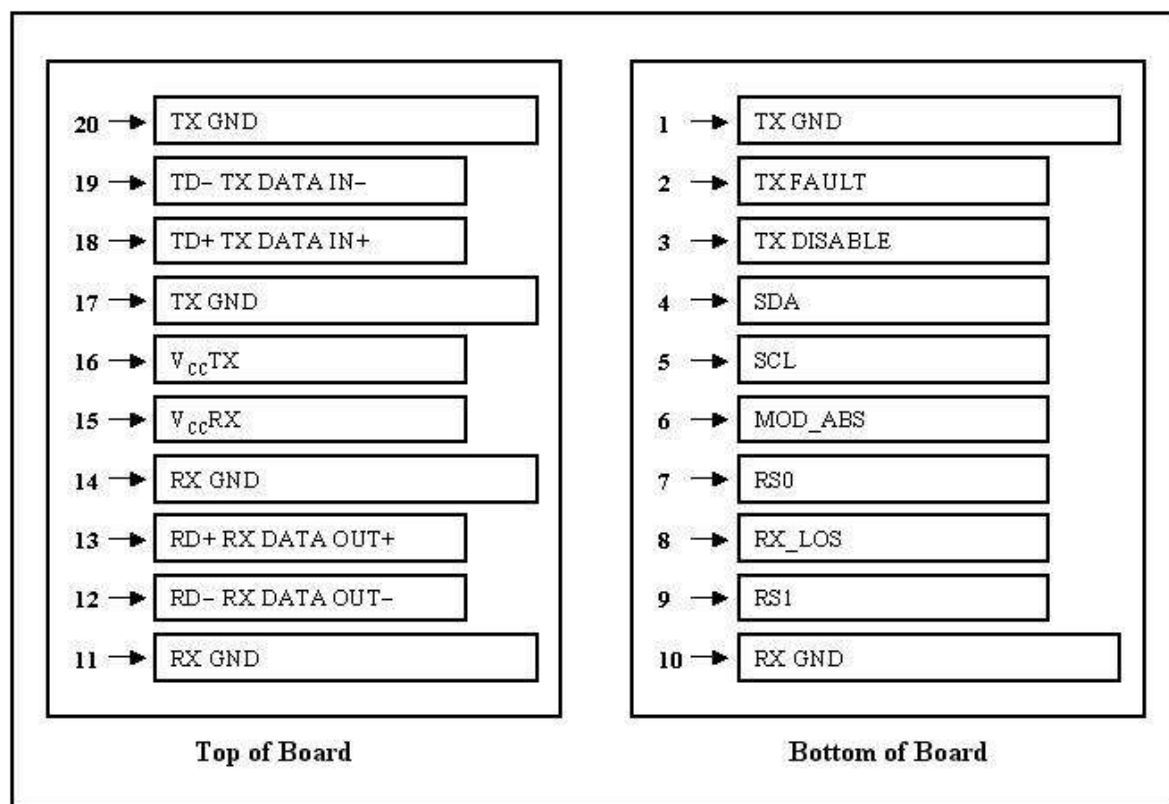 20 TX GND
19 TD− TX DATA IN−
18 TD+ TX DATA IN+
17 TX GND
16 VCCTX
15 VCCRX
14 RX GND
13 RD+ RX DATA OUT+
12 RD− RX DATA OUT−
11 RX GND
Top of Board
1 TX GND
2 TX FAULT
3 TX DISABLE
4 SDA
5 SCL
6 MOD_ABS
7 RS0
8 RX_LOS
9 RS1
10 RX GND
Bottom of Board